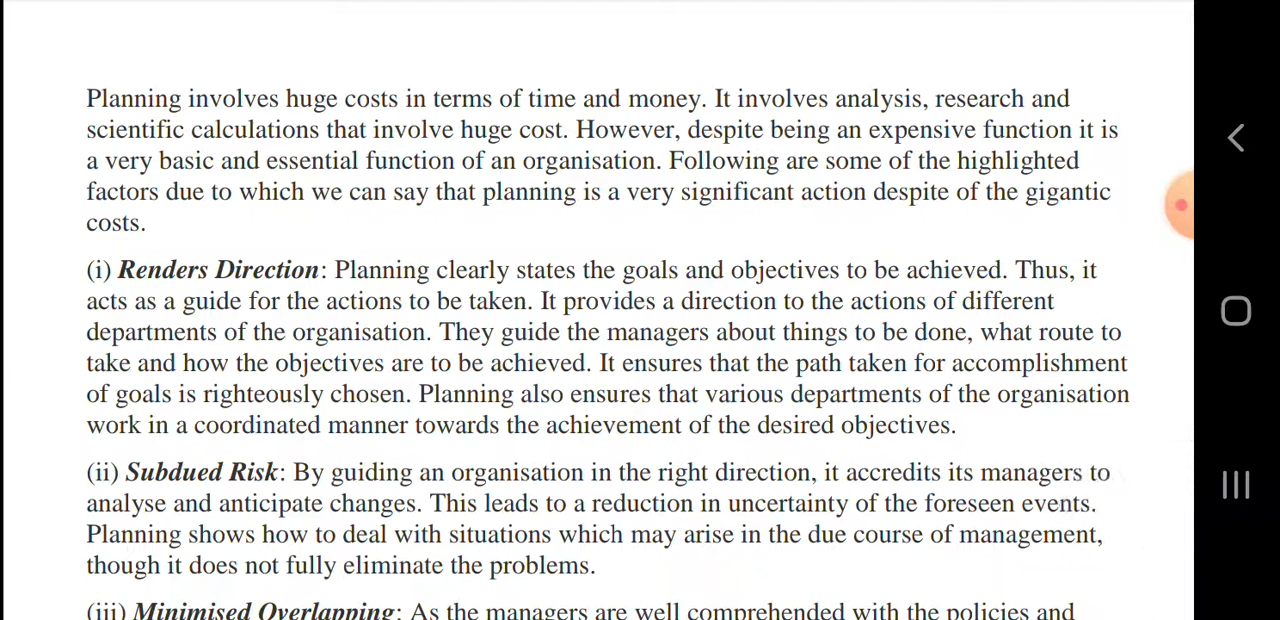 Planning involves huge costs in terms of time and money. It involves analysis, research and
scientific calculations that involve huge cost. However, despite being an expensive function it is
a very basic and essential function of an organisation. Following are some of the highlighted
factors due to which we can say that planning is a very significant action despite of the gigantic
costs.
(i) Renders Direction: Planning clearly states the goals and objectives to be achieved. Thus, it
acts as a guide for the actions to be taken. It provides a direction to the actions of different
departments of the organisation. They guide the managers about things to be done, what route to
take and how the objectives are to be achieved. It ensures that the path taken for accomplishment
of goals is righteously chosen. Planning also ensures that various departments of the organisation
work in a coordinated manner towards the achievement of the desired objectives.
(ii) Subdued Risk: By guiding an organisation in the right direction, it accredits its managers to
analyse and anticipate changes. This leads to a reduction in uncertainty of the foreseen events.
Planning shows how to deal with situations which may arise in the due course of management,
though it does not fully eliminate the problems.
(iii) Minimised Overlapping: As the managers are well comprehended with the policies and